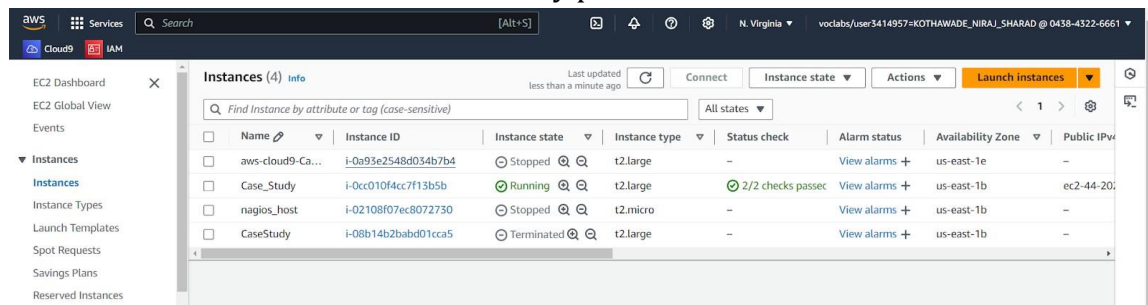 aws Services Search [Alt+S] N. Virginia voclabs/user3414957=KOTHAWADE_NIRAJ_SHARAD @ 0438-4322-6661
Cloud9 IAM
EC2 Dashboard
EC2 Global View
Events
Instances
Instances
Instance Types
Launch Templates
Spot Requests
Savings Plans
Reserved Instances
Instances (4) Info Last updated less than a minute ago Connect Instance state Actions Launch instances
Find Instance by attribute or tag (case-sensitive) All states 1
Name Instance ID Instance state Instance type Status check Alarm status Availability Zone Public IPv4
aws-cloud9-Ca... i-0a93e2548d034b7b4 Stopped t2.large – View alarms + us-east-1e –
Case_Study i-0cc010f4cc7f13b5b Running t2.large 2/2 checks passec View alarms + us-east-1b ec2-44-202
nagios_host i-02108f07ec8072730 Stopped t2.micro – View alarms + us-east-1b –
CaseStudy i-08b14b2babd01cca5 Terminated t2.large – View alarms + us-east-1b –